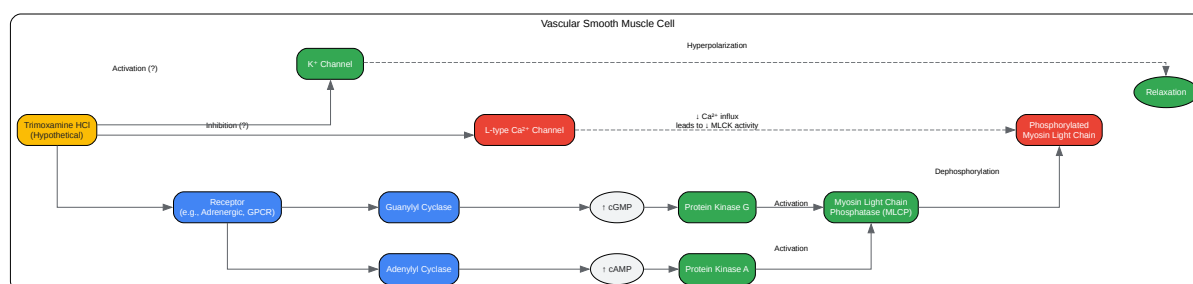 Vascular Smooth Muscle Cell
Hyperpolarization
K⁺ Channel
Activation (?)
Relaxation
Trimoxamine HCl
(Hypothetical)
Inhibition (?)
L-type Ca²⁺ Channel
↓ Ca²⁺ influx
leads to ↓ MLCK activity
Phosphorylated
Myosin Light Chain
Dephosphorylation
Receptor
(e.g., Adrenergic, GPCR)
Guanylyl Cyclase
↑ cGMP
Protein Kinase G
Activation
Myosin Light Chain
Phosphatase (MLCP)
Activation
Adenylyl Cyclase
↑ cAMP
Protein Kinase A